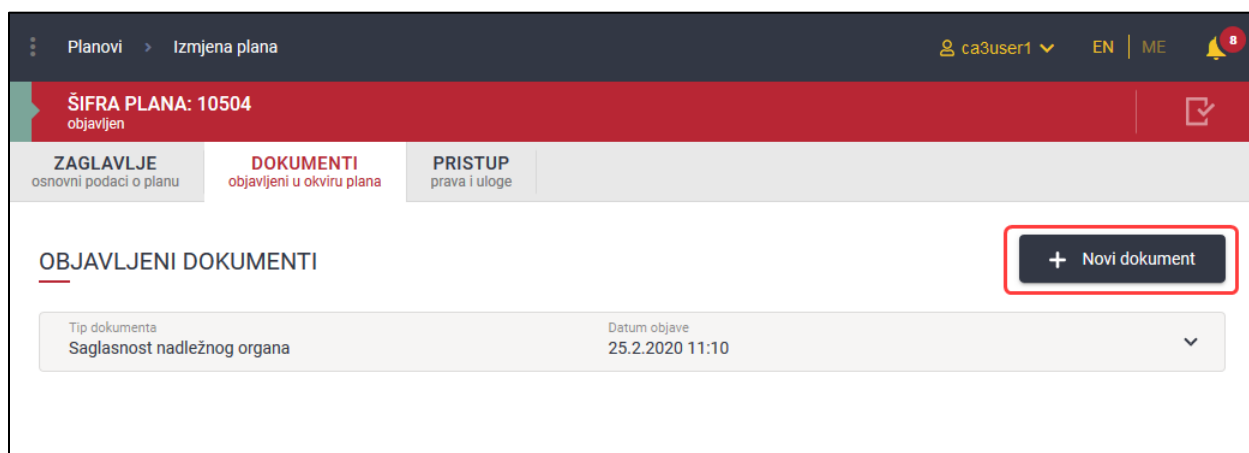 Planovi > Izmjena plana ca3user1 EN | ME 8
ŠIFRA PLANA: 10504
objavljen
ZAGLAVLJE DOKUMENTI PRISTUP
osnovni podaci o planu objavljeni u okviru plana prava i uloge
OBJAVLJENI DOKUMENTI + Novi dokument
Tip dokumenta Datum objave
Saglasnost nadležnog organa 25.2.2020 11:10